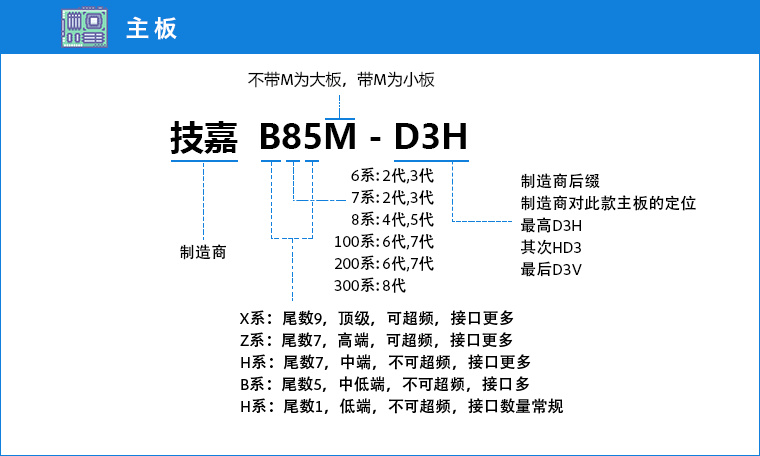 主板
不带M为大板，带M为小板
技嘉 B85M - D3H
制造商
6系:2代,3代
7系:2代,3代
8系:4代,5代
100系:6代,7代
200系:6代,7代
300系:8代
制造商后缀
制造商对此款主板的定位
最高D3H
其次HD3
最后D3V
X系：尾数9，顶级，可超频，接口更多
Z系：尾数7，高端，可超频，接口更多
H系：尾数7，中端，不可超频，接口更多
B系：尾数5，中低端，不可超频，接口多
H系：尾数1，低端，不可超频，接口数量常规